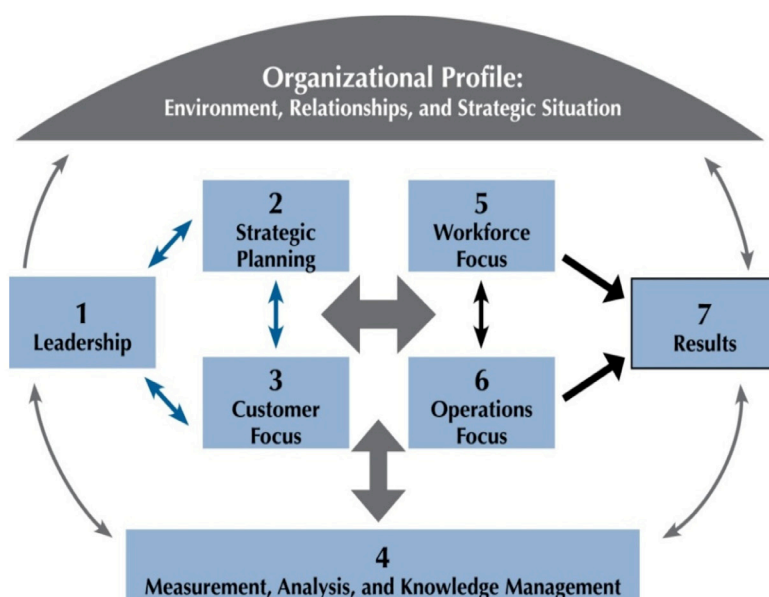 Organizational Profile:
Environment, Relationships, and Strategic Situation
2
Strategic
Planning
5
Workforce
Focus
1
Leadership
7
Results
3
Customer
Focus
6
Operations
Focus
4
Measurement, Analysis, and Knowledge Management